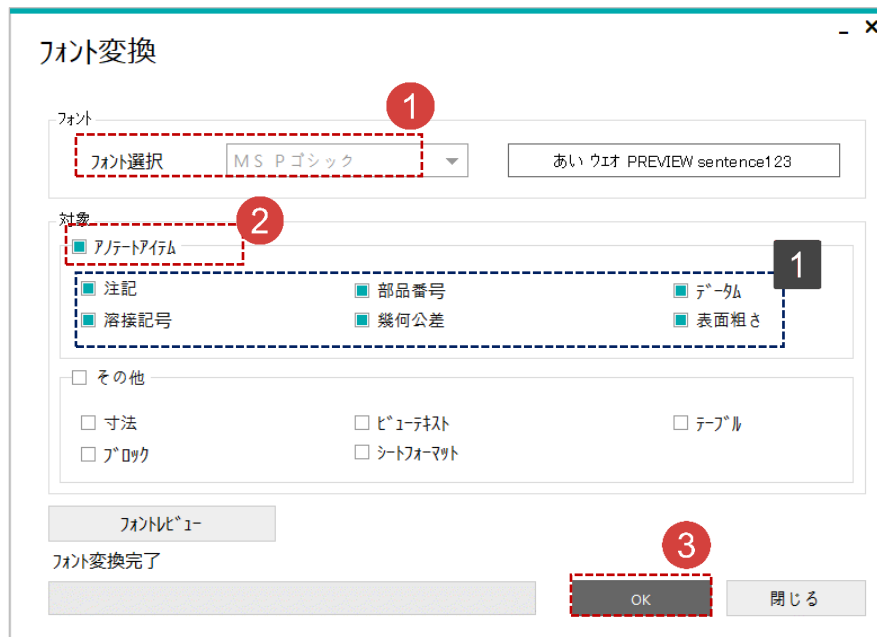 フォント変換
1
フォント
フォント選択 ＭＳ Ｐゴシック あい ウエオ PREVIEW sentence123
2
対象
アノテートアイテム
1
注記 部品番号 データム
溶接記号 幾何公差 表面粗さ
その他
寸法 ビューテキスト テーブル
ブロック シートフォーマット
フォントレビュー
フォント変換完了
3
OK 閉じる